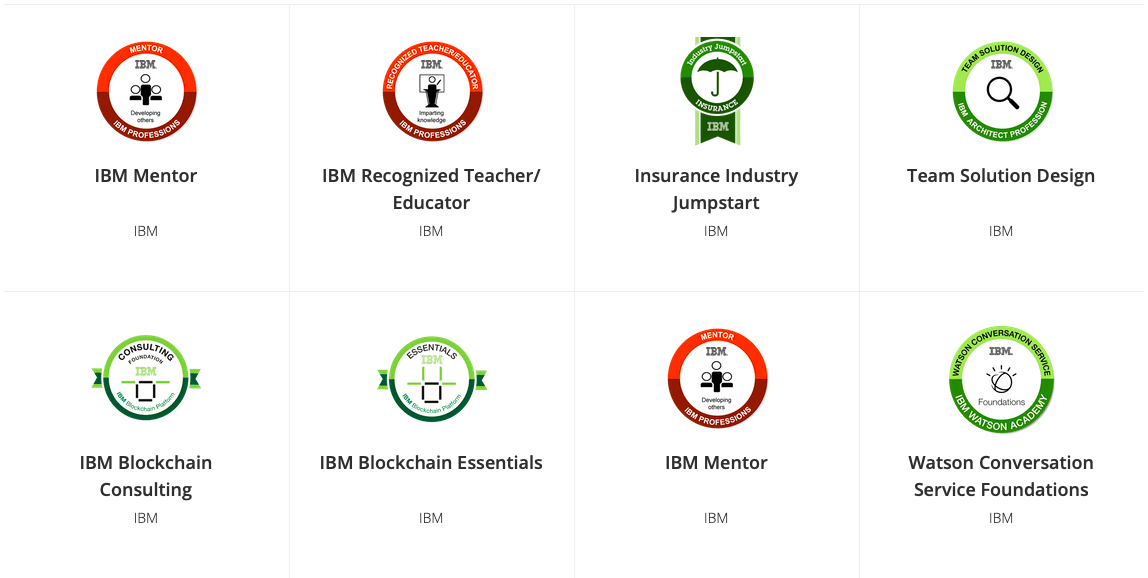 MENTOR
IBM.
Developing
others
IBM PROFESSIONS
IBM Mentor
IBM
RECOGNIZED TEACHER/EDUCATOR
IBM.
Imparting
knowledge
IBM PROFESSIONS
IBM Recognized Teacher/
Educator
IBM
Industry Jumpstart
INSURANCE
IBM
Insurance Industry
Jumpstart
IBM
TEAM SOLUTION DESIGN
IBM.
IBM ARCHITECT PROFESSION
Team Solution Design
IBM
CONSULTING
FOUNDATION
IBM
IBM Blockchain Platform
IBM Blockchain
Consulting
IBM
ESSENTIALS
IBM
IBM Blockchain Platform
IBM Blockchain Essentials
IBM
MENTOR
IBM.
Developing
others
IBM PROFESSIONS
IBM Mentor
IBM
WATSON CONVERSATION SERVICE
IBM.
Foundations
IBM WATSON ACADEMY
Watson Conversation
Service Foundations
IBM